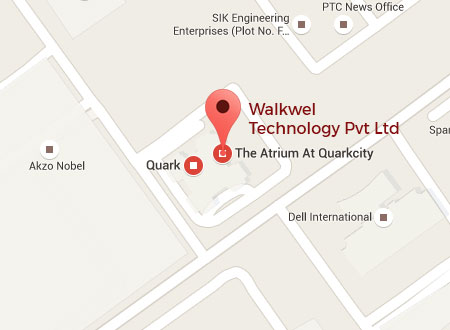 PTC News Office
SIK Engineering
Enterprises (Plot No. F...
Walkwel
Technology Pvt Ltd
The Atrium At Quarkcity
Quark
Akzo Nobel
Spar
Dell International